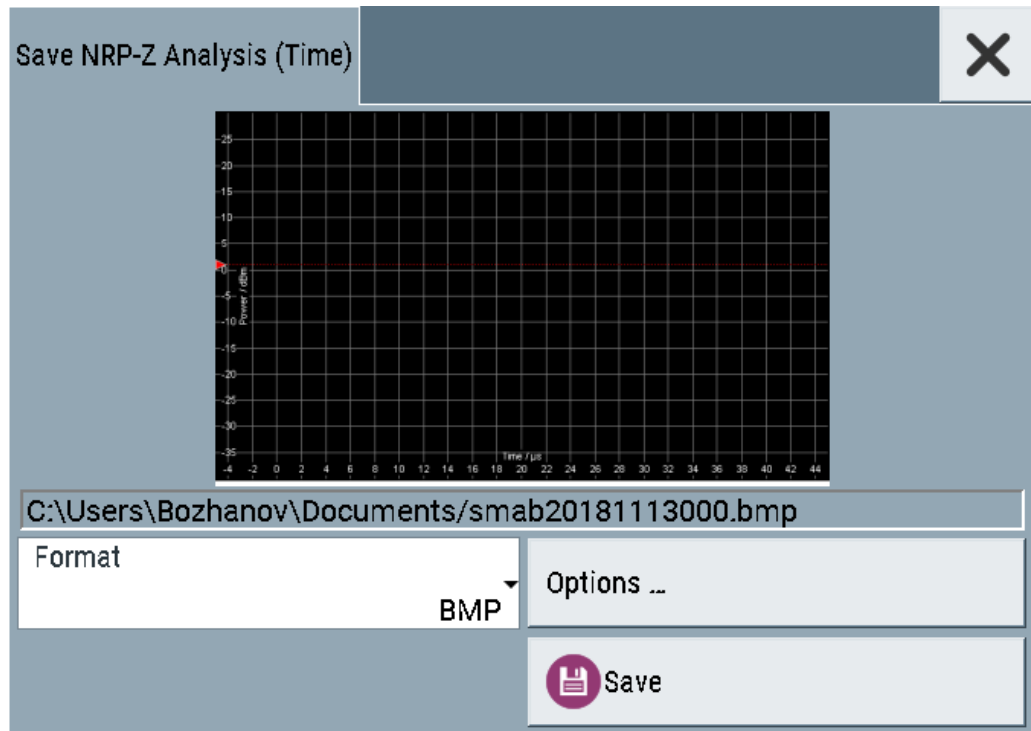 Save NRP-Z Analysis (Time)
25
20
15
10
5
0
Power / dBm
-5
-10
-15
-20
-25
-30
-35
Time / µs
-4 -2 0 2 4 6 8 10 12 14 16 18 20 22 24 26 28 30 32 34 36 38 40 42 44
C:\Users\Bozhanov\Documents/smab20181113000.bmp
Format
BMP
Options ...
Save